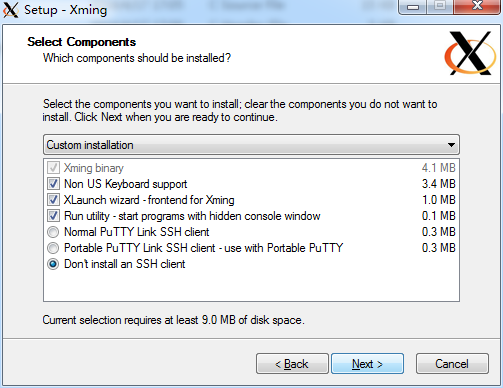 Setup - Xming
Select Components
Which components should be installed?
Select the components you want to install; clear the components you do not want to
install. Click Next when you are ready to continue.
Custom installation
Xming binary 4.1 MB
Non US Keyboard support 3.4 MB
XLaunch wizard - frontend for Xming 1.0 MB
Run utility - start programs with hidden console window 0.1 MB
Normal PuTTY Link SSH client 0.3 MB
Portable PuTTY Link SSH client - use with Portable PuTTY 0.3 MB
Don't install an SSH client
Current selection requires at least 9.0 MB of disk space.
< Back
Next >
Cancel